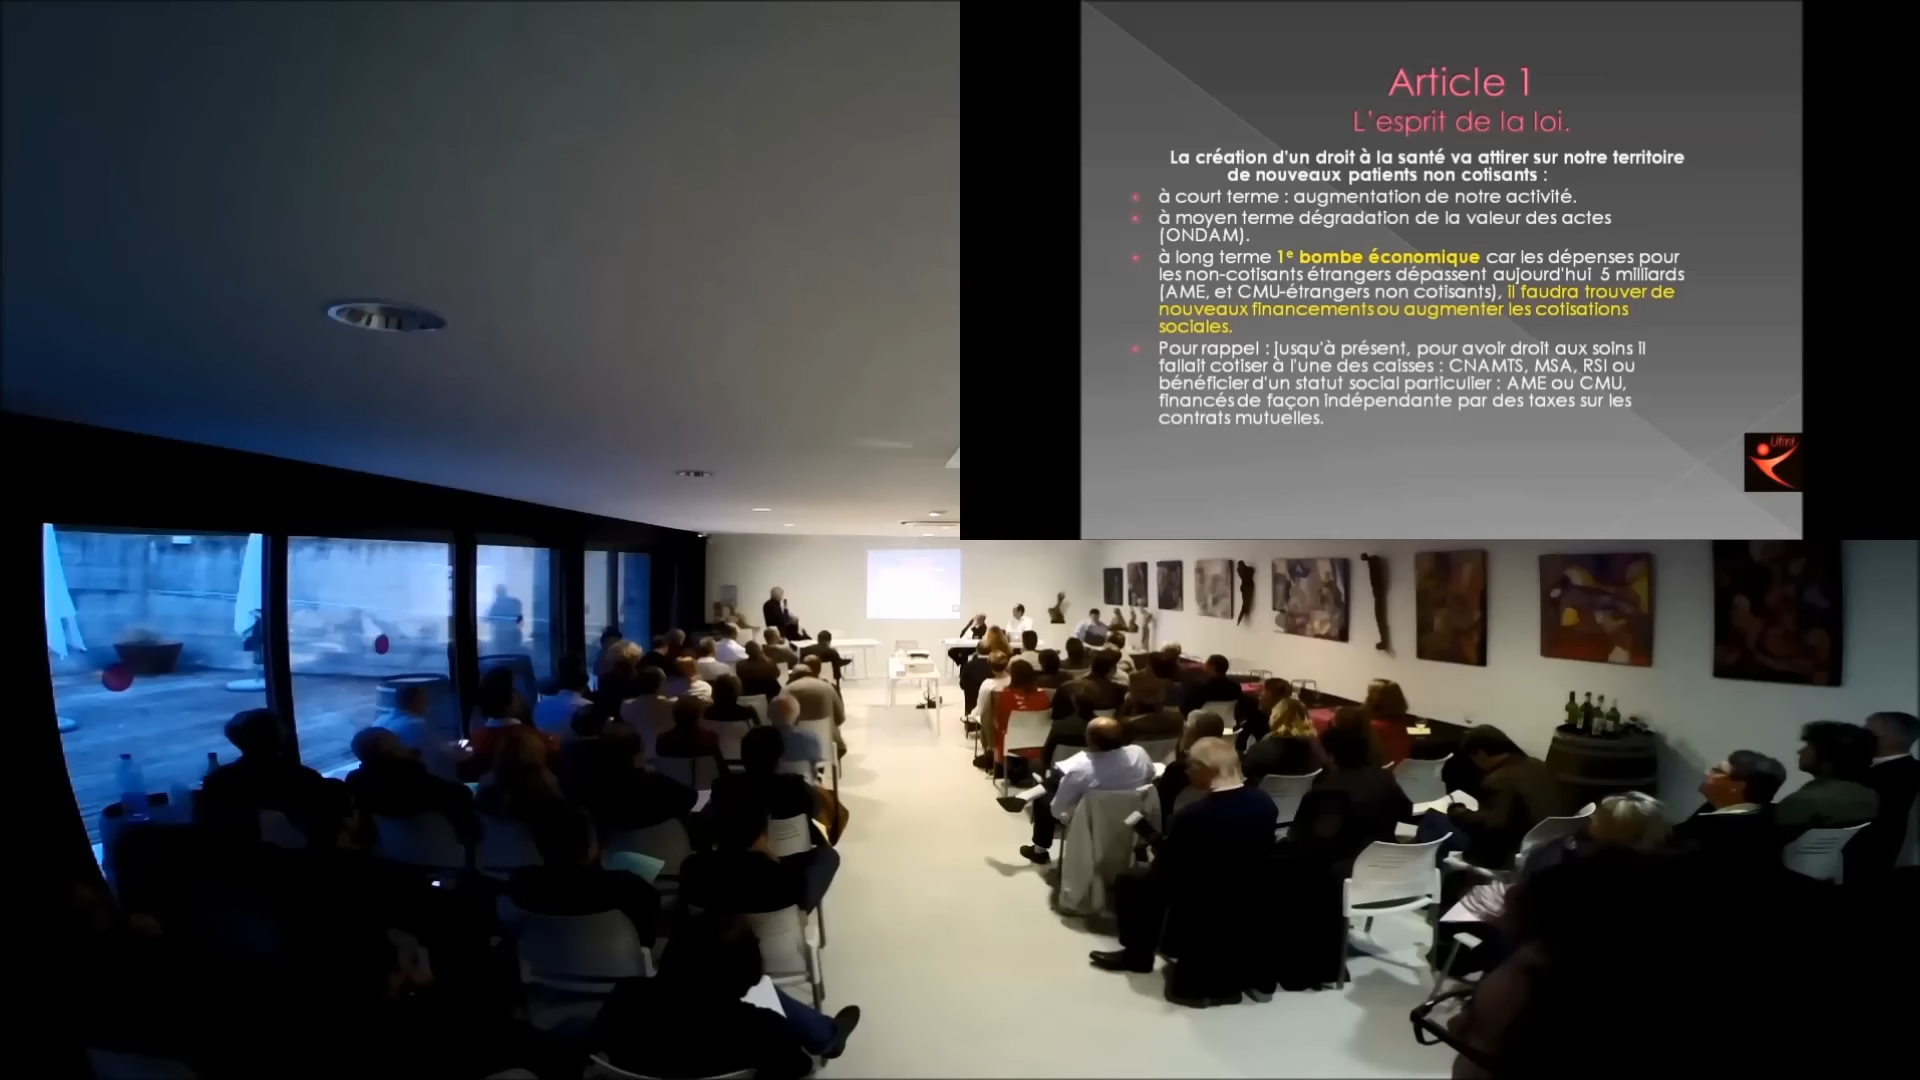 Article 1
L'esprit de la loi.
La création d'un droit à la santé va attirer sur notre territoire
de nouveaux patients non cotisants :
à court terme : augmentation de notre activité.
à moyen terme dégradation de la valeur des actes
(ONDAM).
à long terme 1e bombe économique car les dépenses pour
les non-cotisants étrangers dépassent aujourd'hui 5 milliards
(AME, et CMU-étrangers non cotisants), il faudra trouver de
nouveaux financements ou augmenter les cotisations
sociales.
Pour rappel : jusqu'à présent, pour avoir droit aux soins il
fallait cotiser à l'une des caisses : CNAMTS, MSA, RSI ou
bénéficier d'un statut social particulier : AME ou CMU,
financés de façon indépendante par des taxes sur les
contrats mutuelles.
Ufml